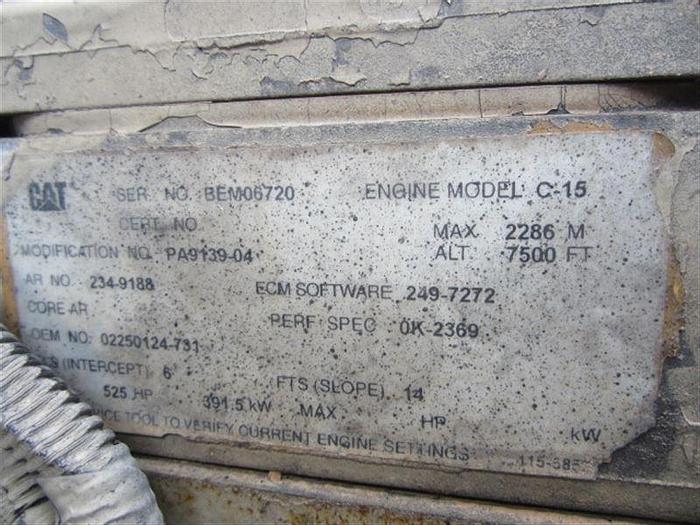 CAT SER. NO. BEM06720 ENGINE MODEL C-15
CERT. NO. MAX 2286 M
MODIFICATION NO. PA9139-04 ALT 7500 FT
AR NO. 234-9188 ECM SOFTWARE 249-7272
CORE AR PERF SPEC 0K-2369
OEM NO. 02250124-731
(INTERCEPT) 6 FTS (SLOPE) 14
525 HP 391.5 kW MAX HP kW
TOOL TO VERIFY CURRENT ENGINE SETTINGS